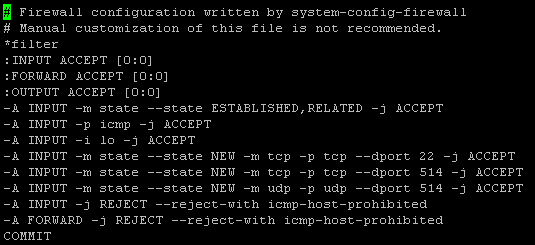 # Firewall configuration written by system-config-firewall
# Manual customization of this file is not recommended.
*filter
:INPUT ACCEPT [0:0]
:FORWARD ACCEPT [0:0]
:OUTPUT ACCEPT [0:0]
-A INPUT -m state --state ESTABLISHED,RELATED -j ACCEPT
-A INPUT -p icmp -j ACCEPT
-A INPUT -i lo -j ACCEPT
-A INPUT -m state --state NEW -m tcp -p tcp --dport 22 -j ACCEPT
-A INPUT -m state --state NEW -m tcp -p tcp --dport 514 -j ACCEPT
-A INPUT -m state --state NEW -m udp -p udp --dport 514 -j ACCEPT
-A INPUT -j REJECT --reject-with icmp-host-prohibited
-A FORWARD -j REJECT --reject-with icmp-host-prohibited
COMMIT